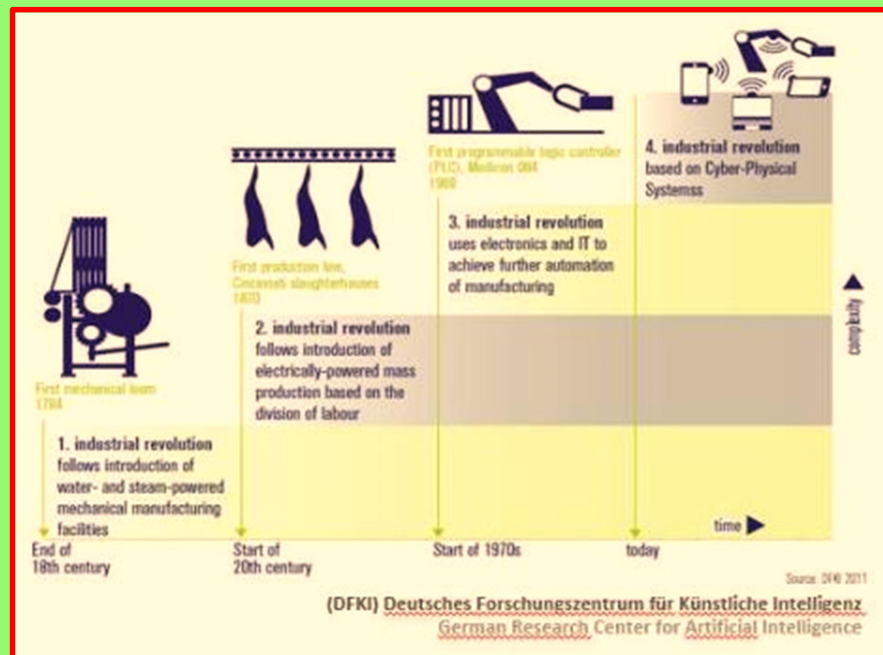 4. industrial revolution
based on Cyber-Physical
Systemss
First programmable logic controller
(PLC), Modicon 084
1969
3. industrial revolution
uses electronics and IT to
achieve further automation
of manufacturing
First production line,
Cincinnati slaughterhouses
1870
2. industrial revolution
follows introduction of
electrically-powered mass
production based on the
division of labour
First mechanical loom
1784
1. industrial revolution
follows introduction of
water- and steam-powered
mechanical manufacturing
facilities
complexity
time
End of
18th century
Start of
20th century
Start of 1970s
today
Source: DFKI 2011
(DFKI) Deutsches Forschungszentrum für Künstliche Intelligenz
German Research Center for Artificial Intelligence